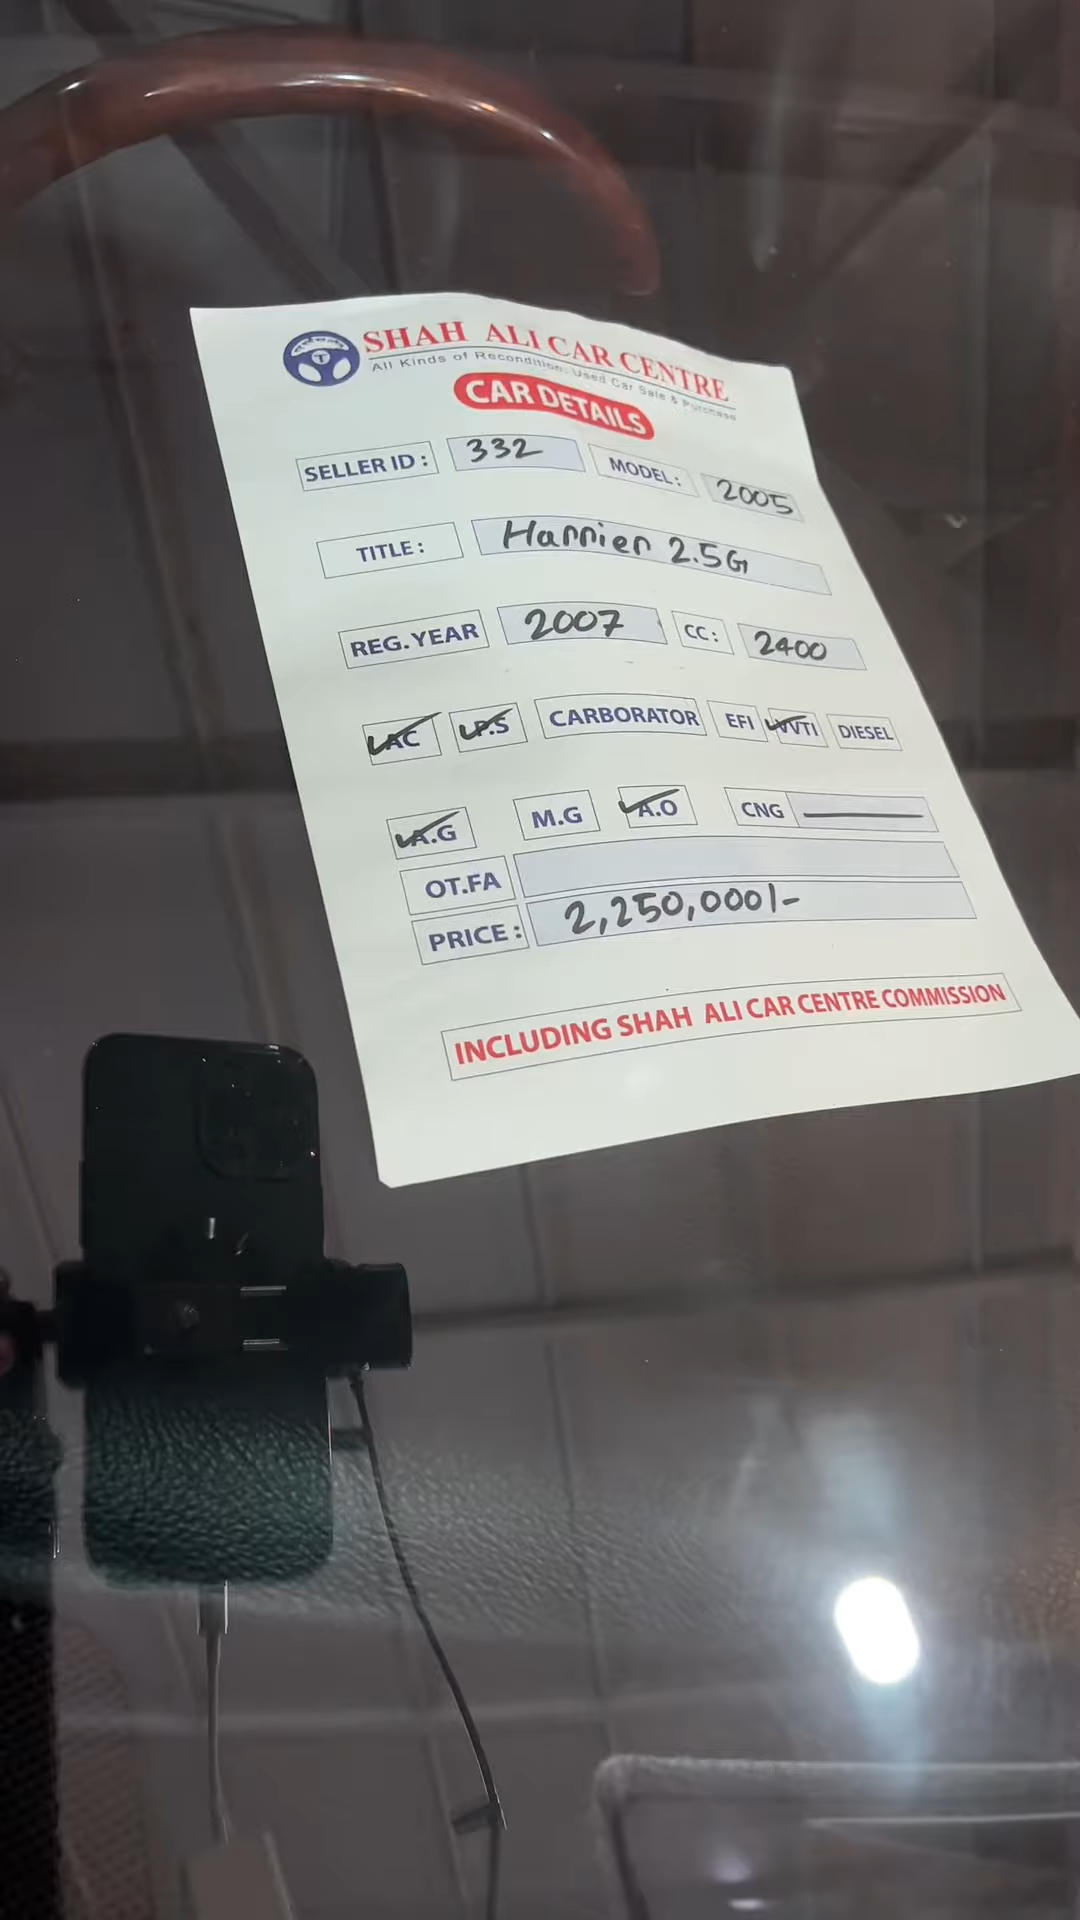 SHAH ALI CAR CENTRE
All Kinds of Recondition, Used Car Sale & Purchase
CAR DETAILS
SELLER ID : 332 MODEL : 2005
TITLE : Harrier 2.5G
REG. YEAR 2007 CC : 2400
AC P.S CARBORATOR EFI VVTI DIESEL
A.G M.G A.O CNG
OT.FA
PRICE : 2,250,000/-
INCLUDING SHAH ALI CAR CENTRE COMMISSION